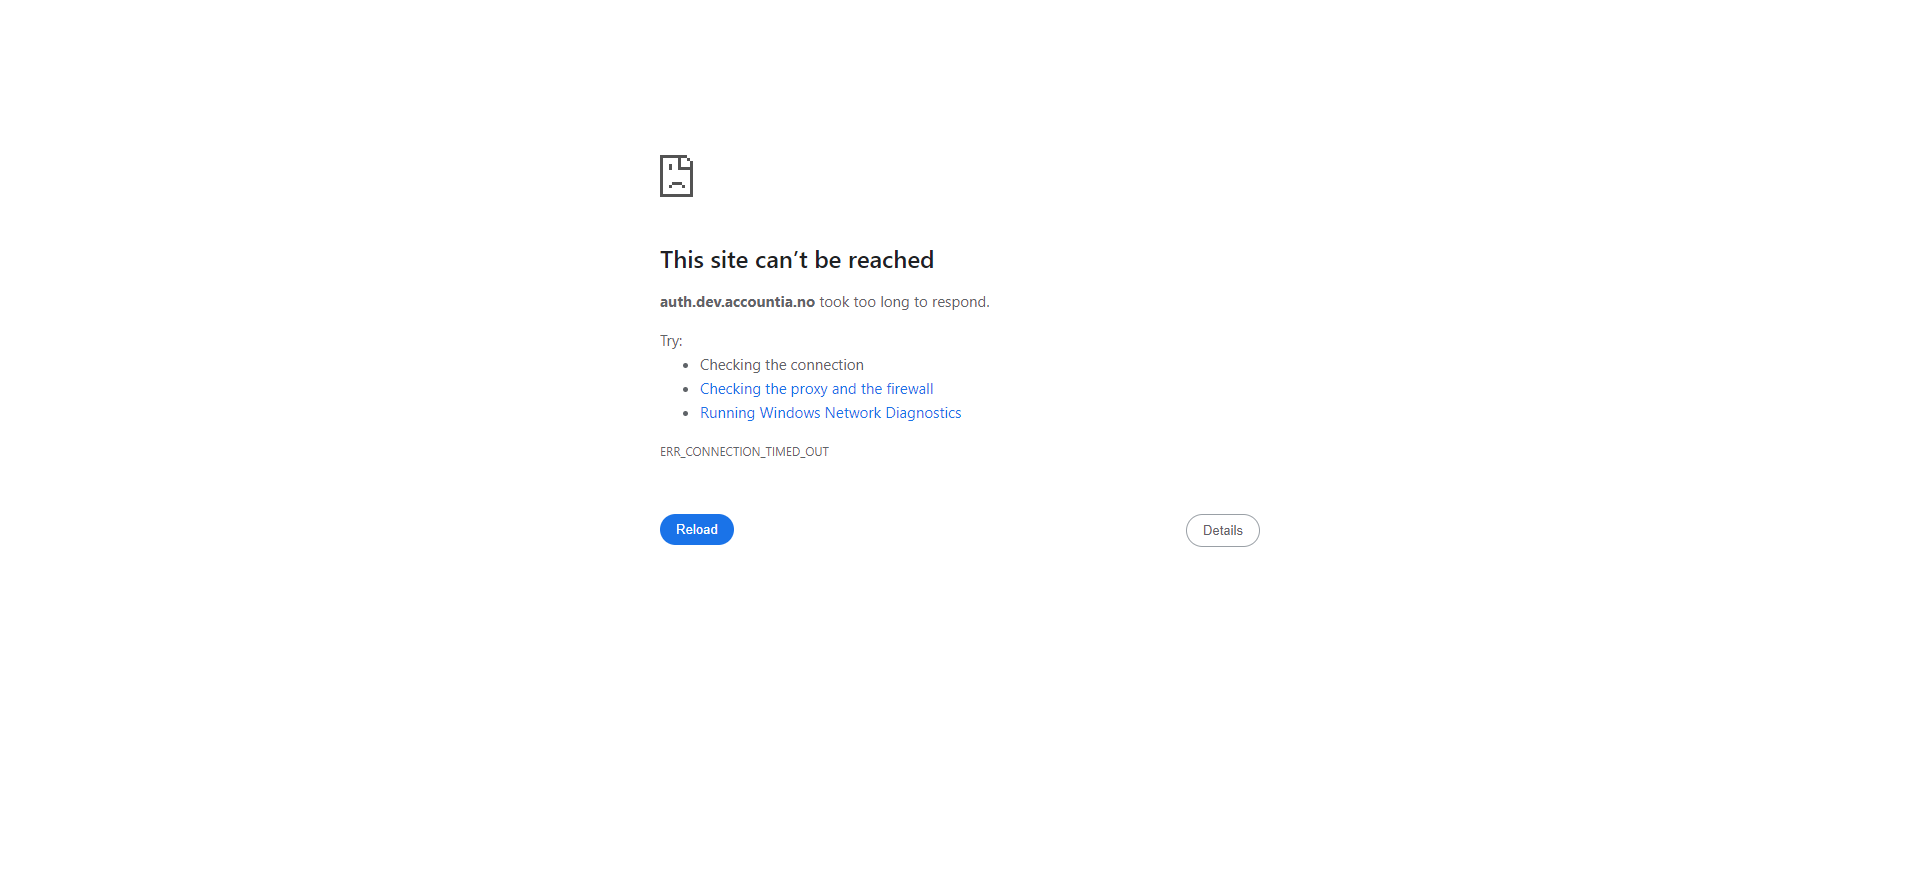 This site can’t be reached
auth.dev.accountia.no took too long to respond.
Try:
Checking the connection
Checking the proxy and the firewall
Running Windows Network Diagnostics
ERR_CONNECTION_TIMED_OUT
Reload
Details